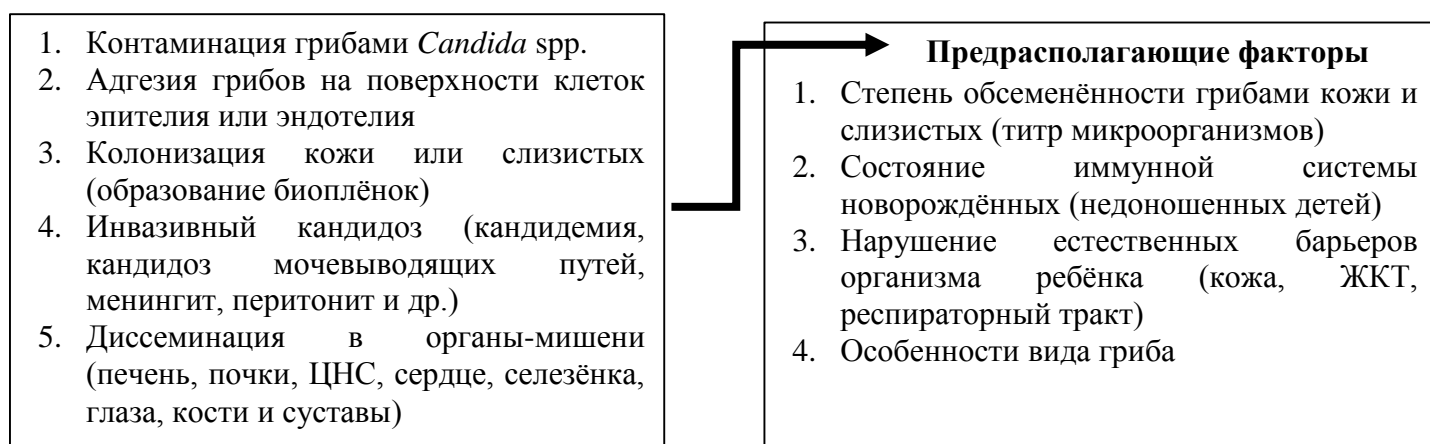 1. Контаминация грибами Candida spp.
2. Адгезия грибов на поверхности клеток
эпителия или эндотелия
3. Колонизация кожи или слизистых
(образование биоплёнок)
4. Инвазивный кандидоз (кандидемия,
кандидоз мочевыводящих путей,
менингит, перитонит и др.)
5. Диссеминация в органы-мишени
(печень, почки, ЦНС, сердце, селезёнка,
глаза, кости и суставы)
Предрасполагающие факторы
1. Степень обсеменённости грибами кожи и
слизистых (титр микроорганизмов)
2. Состояние иммунной системы
новорождённых (недоношенных детей)
3. Нарушение естественных барьеров
организма ребёнка (кожа, ЖКТ,
респираторный тракт)
4. Особенности вида гриба